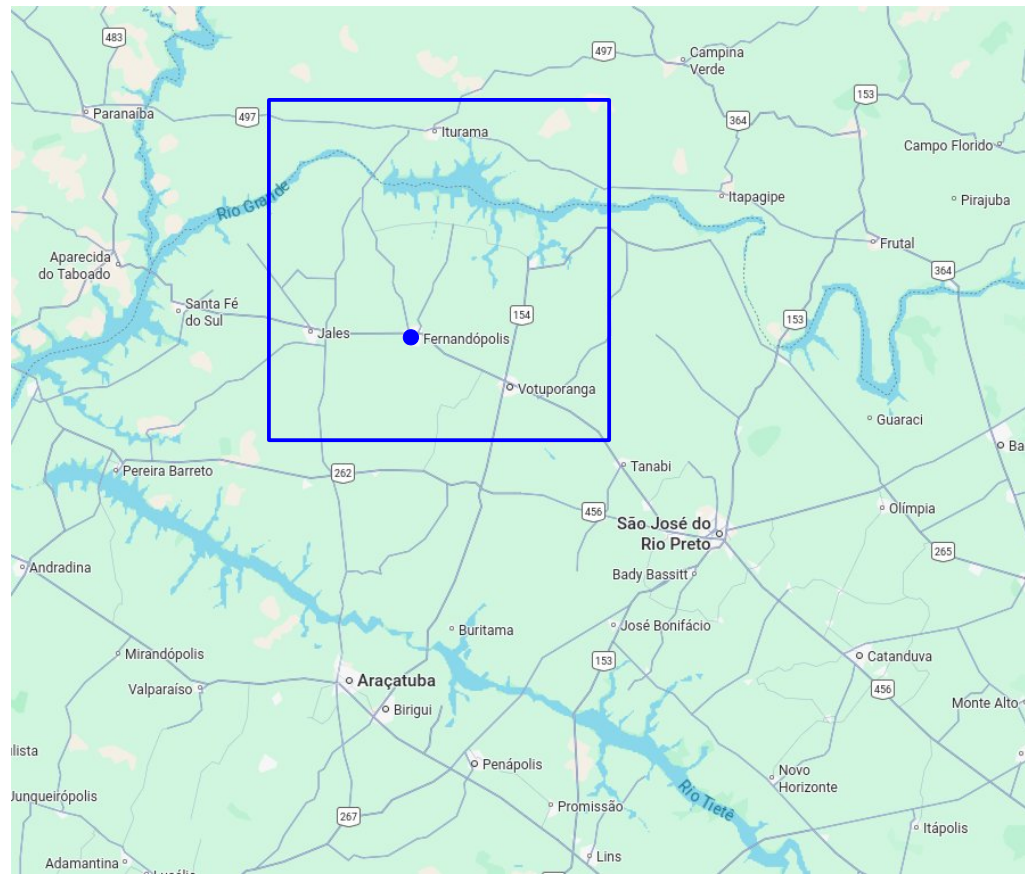 483
497
Campina
Verde
Paranaíba
497
153
364
Iturama
Campo Florido
Rio Grande
Itapagipe
Pirajuba
Frutal
Aparecida
do Taboado
364
Santa Fé
do Sul
154
153
Jales
Fernandópolis
Votuporanga
Guaraci
Ba
Pereira Barreto
262
Tanabi
456
Olímpia
São José do
Rio Preto
265
Andradina
Bady Bassitt
Buritama
José Bonifácio
Mirandópolis
153
Catanduva
Valparaíso
Araçatuba
456
Birigui
Monte Alto
ulista
Penápolis
Novo
Horizonte
Junqueirópolis
Rio Tietê
Promissão
267
Itápolis
Lins
Adamantina